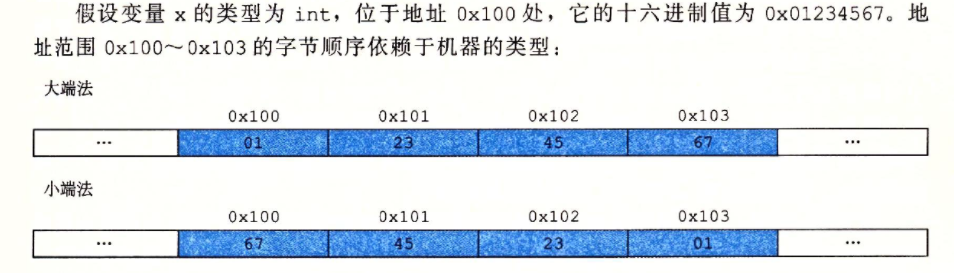 假设变量 x 的类型为 int，位于地址 0x100 处，它的十六进制值为 0x01234567。地
址范围 0x100～0x103 的字节顺序依赖于机器的类型：
大端法
0x100 0x101 0x102 0x103
… 01 23 45 67 …
小端法
0x100 0x101 0x102 0x103
… 67 45 23 01 …